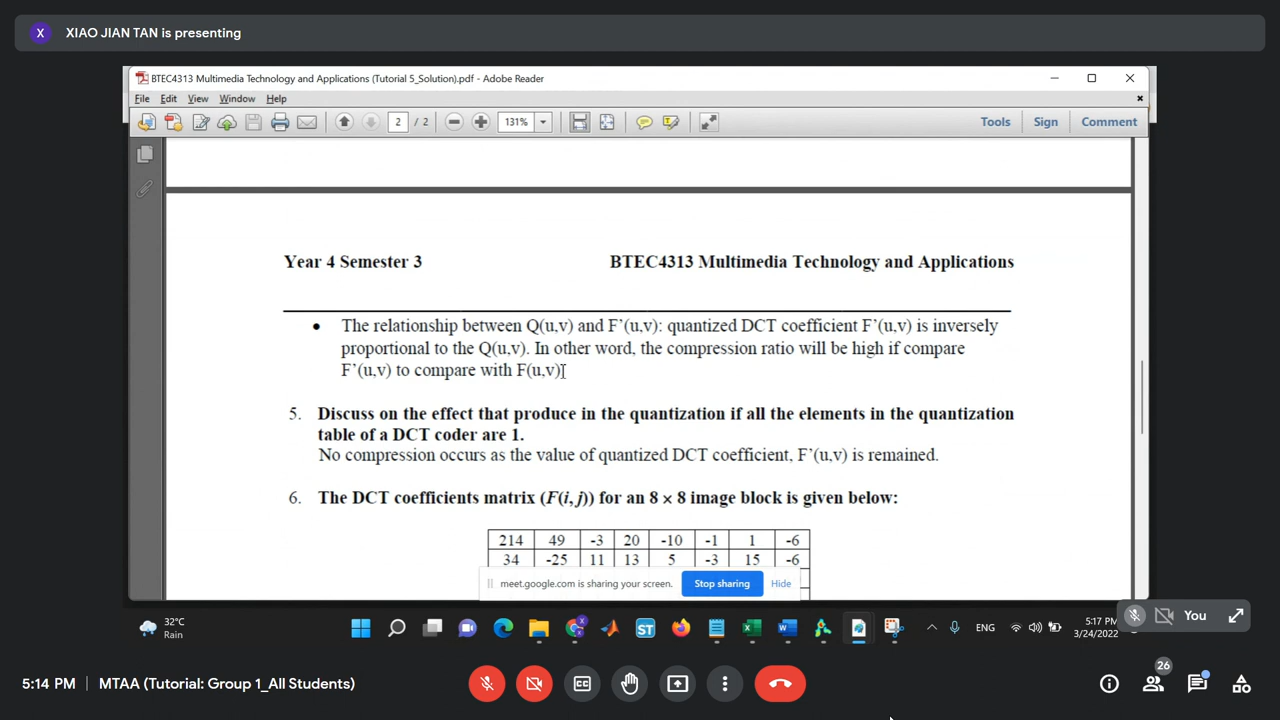 X XIAO JIAN TAN is presenting
BTEC4313 Multimedia Technology and Applications (Tutorial 5_Solution).pdf - Adobe Reader
File Edit View Window Help
2 / 2 131% Tools Sign Comment
Year 4 Semester 3 BTEC4313 Multimedia Technology and Applications
• The relationship between Q(u,v) and F’(u,v): quantized DCT coefficient F’(u,v) is inversely
proportional to the Q(u,v). In other word, the compression ratio will be high if compare
F’(u,v) to compare with F(u,v)
5. Discuss on the effect that produce in the quantization if all the elements in the quantization
table of a DCT coder are 1.
No compression occurs as the value of quantized DCT coefficient, F’(u,v) is remained.
6. The DCT coefficients matrix (F(i, j)) for an 8 × 8 image block is given below:
214 49 -3 20 -10 -1 1 -6
34 -25 11 13 5 -3 15 -6
meet.google.com is sharing your screen. Stop sharing Hide
32°C
Rain
ST
ENG
5:17 PM
3/24/2022
You
5:14 PM | MTAA (Tutorial: Group 1_All Students)
26